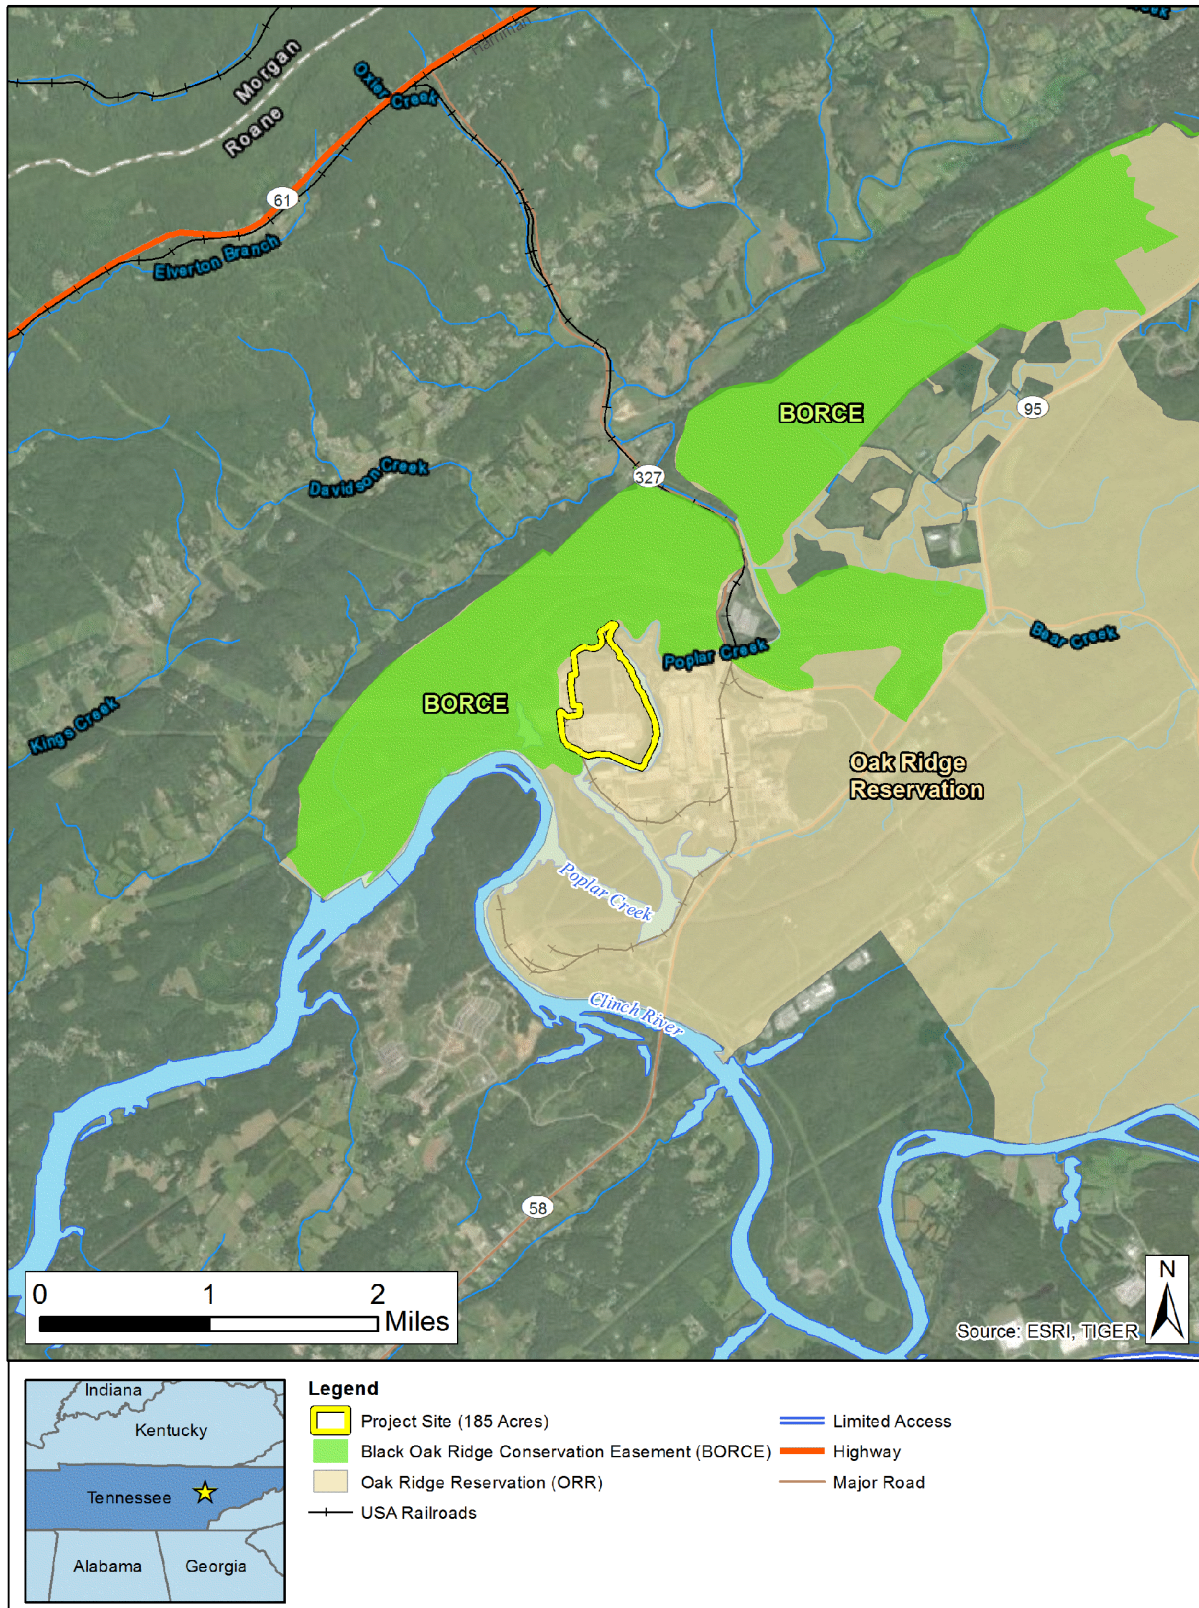 Harriman
Morgan
Roane
Oxier Creek
eek
61
Elverton Branch
BORCE
95
327
Davidson Creek
Bear Creek
Poplar Creek
BORCE
Kings Creek
Oak Ridge
Reservation
Poplar Creek
Clinch River
58
0 1 2
Miles
N
Source: ESRI, TIGER
Indiana
Kentucky
Tennessee
Alabama
Georgia
Legend
Project Site (185 Acres)
Black Oak Ridge Conservation Easement (BORCE)
Oak Ridge Reservation (ORR)
USA Railroads
Limited Access
Highway
Major Road